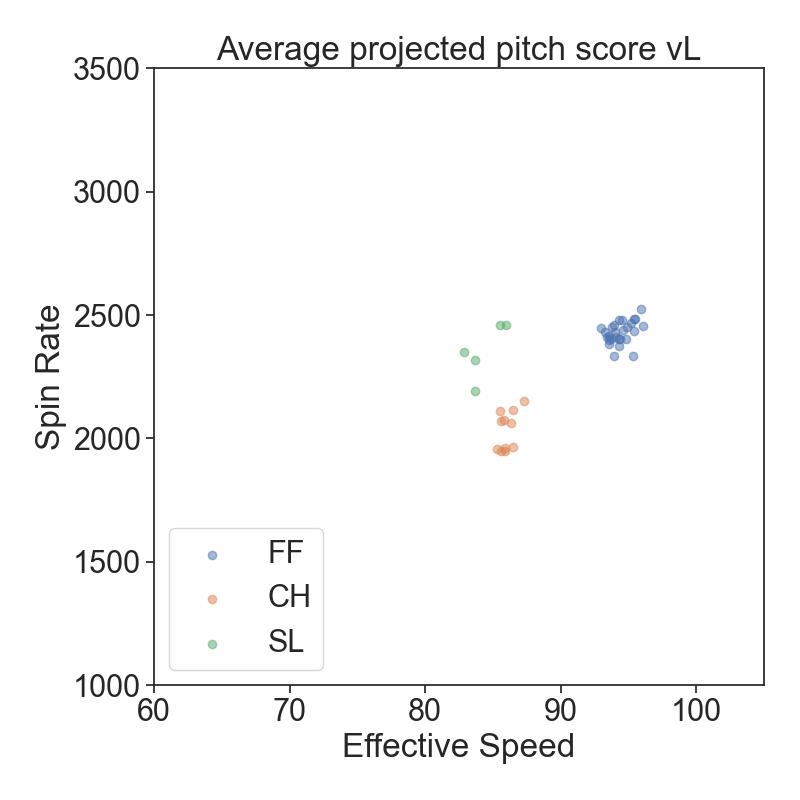 Average projected pitch score vL
3500
3000
2500
2000
1500
1000
Spin Rate
FF
CH
SL
60 70 80 90 100
Effective Speed